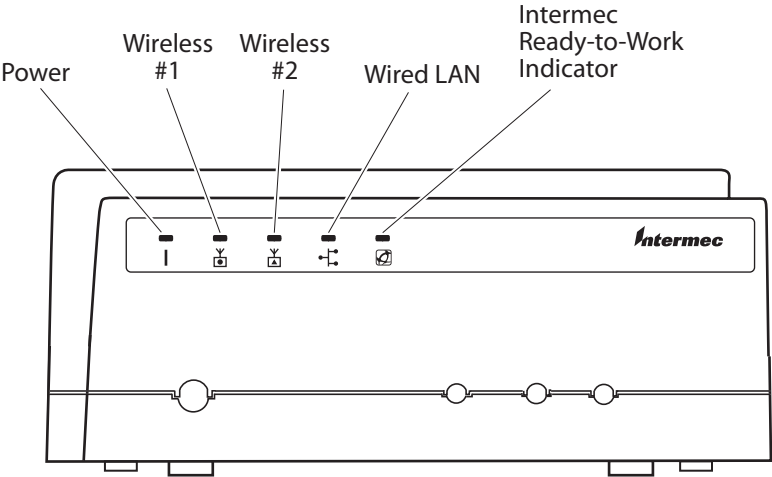 Intermec
Ready-to-Work
Indicator
Wireless
#1
Wireless
#2
Power
Wired LAN
Intermec